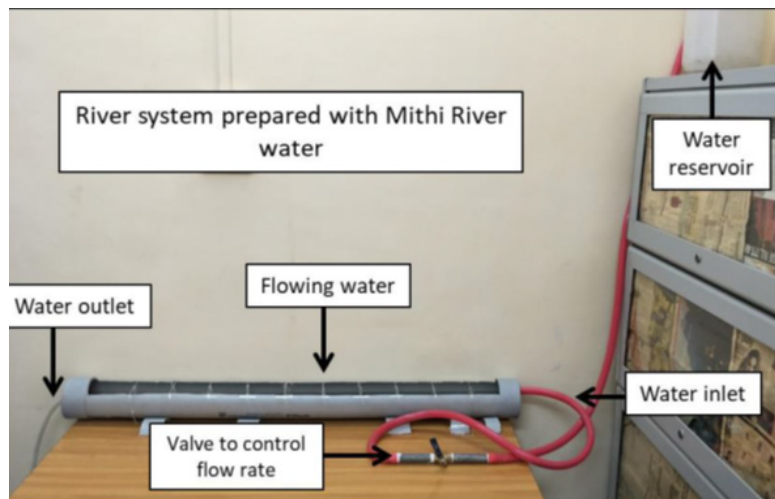 River system prepared with Mithi River
water
Water
reservoir
Flowing water
Water outlet
Water inlet
Valve to control
flow rate